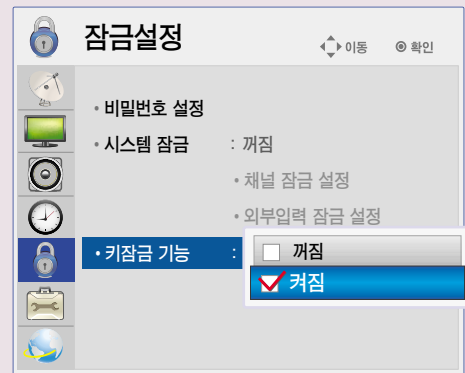 잠금설정 이동 ⊙ 확인
• 비밀번호 설정
• 시스템 잠금 : 꺼짐
• 채널 잠금 설정
• 외부입력 잠금 설정
• 키잠금 기능 : 꺼짐
켜짐